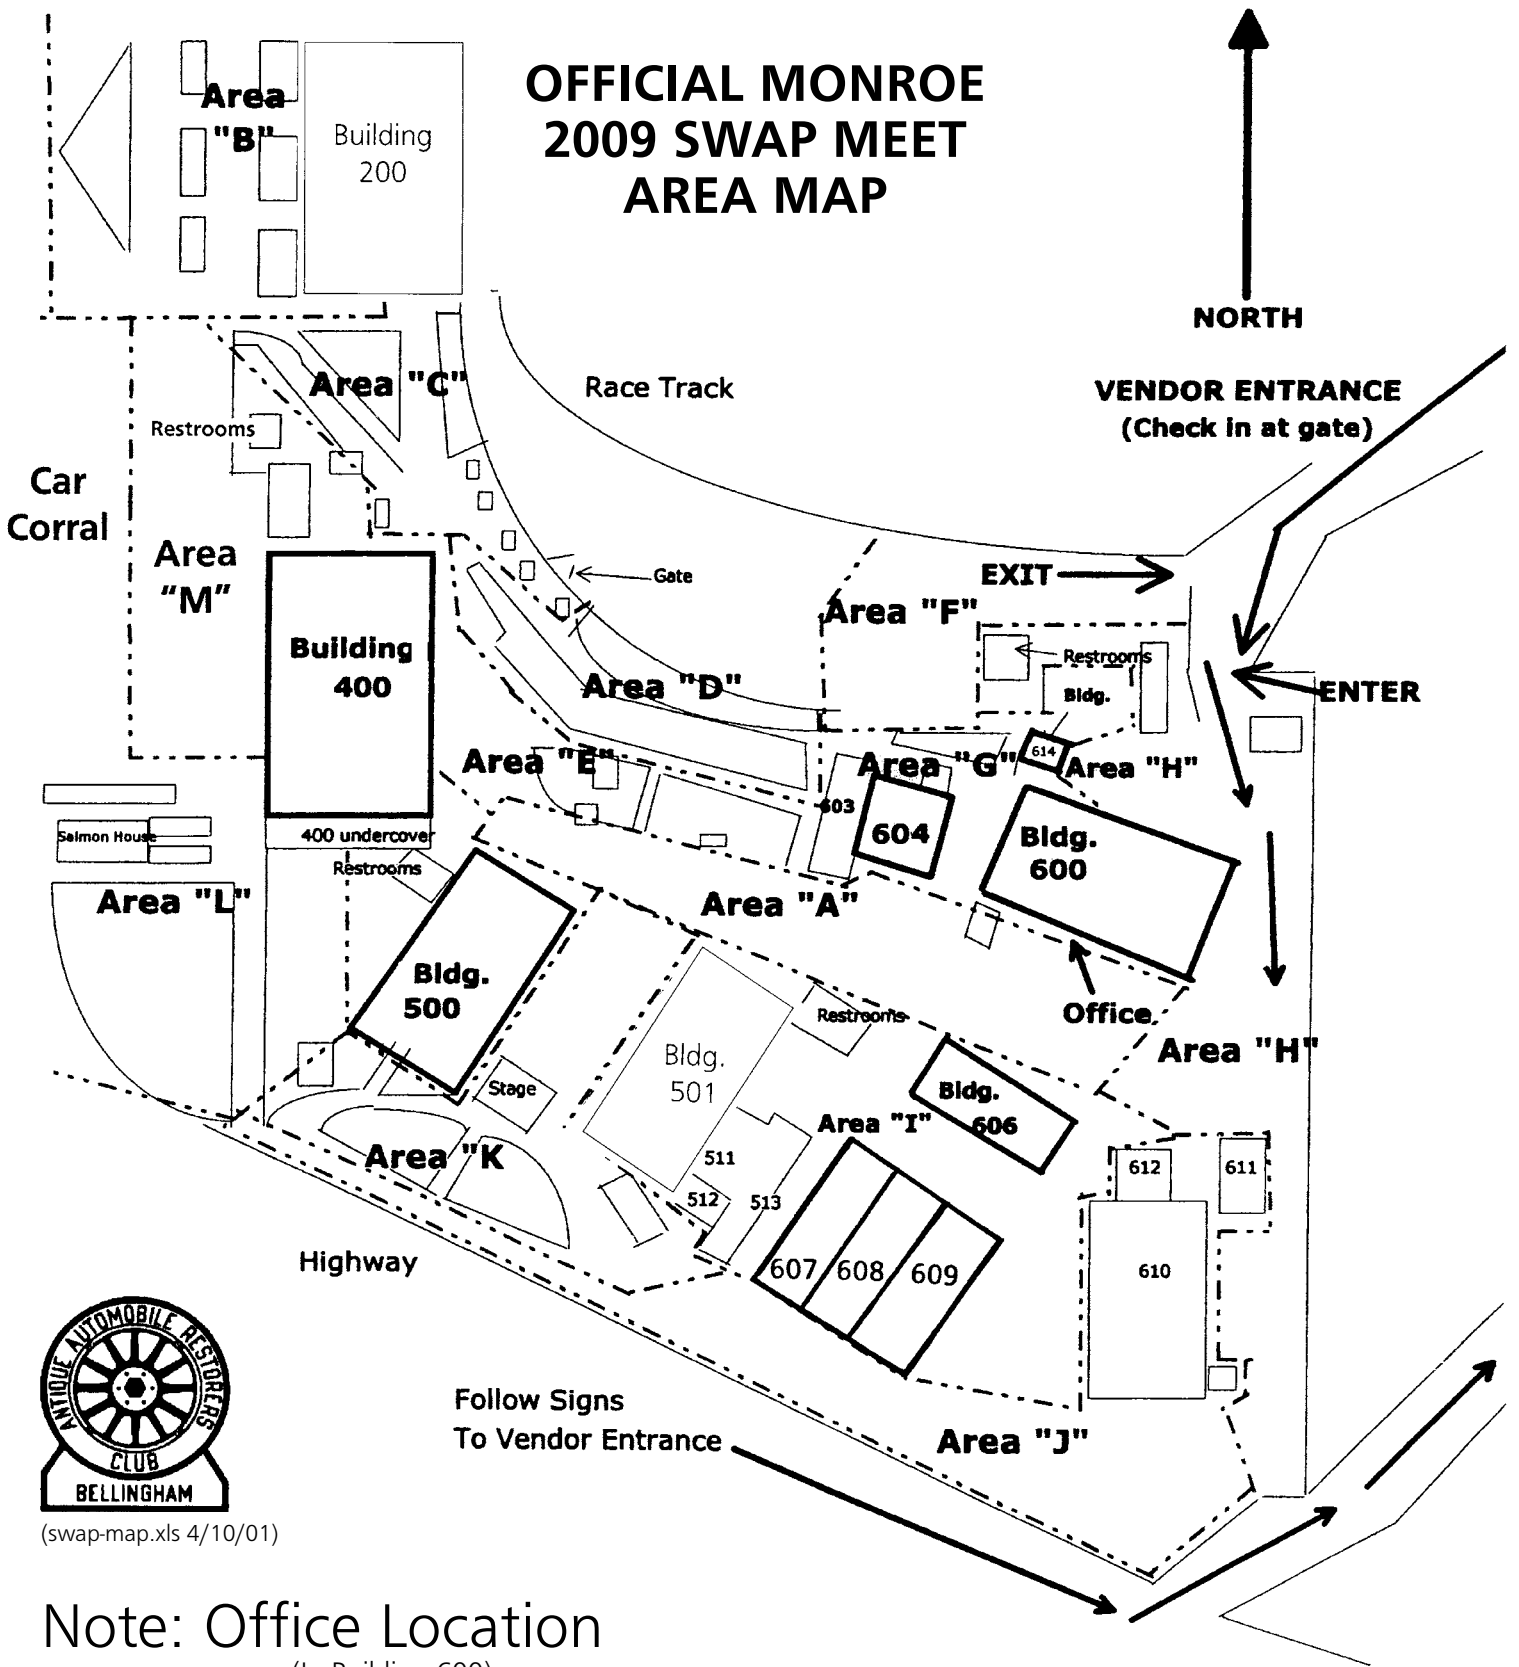 OFFICIAL MONROE
2009 SWAP MEET
AREA MAP
Area
"B"
Building
200
NORTH
VENDOR ENTRANCE
(Check in at gate)
Race Track
Area "C"
Restrooms
Car
Corral
Area
“M”
Building
400
Gate
EXIT
Area "F"
Restrooms
Bldg.
ENTER
Area "D"
Area "E"
Area "G"
614
Area "H"
603
604
Bldg.
600
Salmon House
400 undercover
Restrooms
Area "L"
Area "A"
Bldg.
500
Office
Restrooms
Area "H"
Bldg.
501
Stage
Bldg.
606
Area "I"
Area "K
511
512
513
612
611
607
608
609
610
Highway
ANTIQUE AUTOMOBILE RESTORERS
CLUB
BELLINGHAM
(swap-map.xls 4/10/01)
Follow Signs
To Vendor Entrance
Area "J"
Note: Office Location